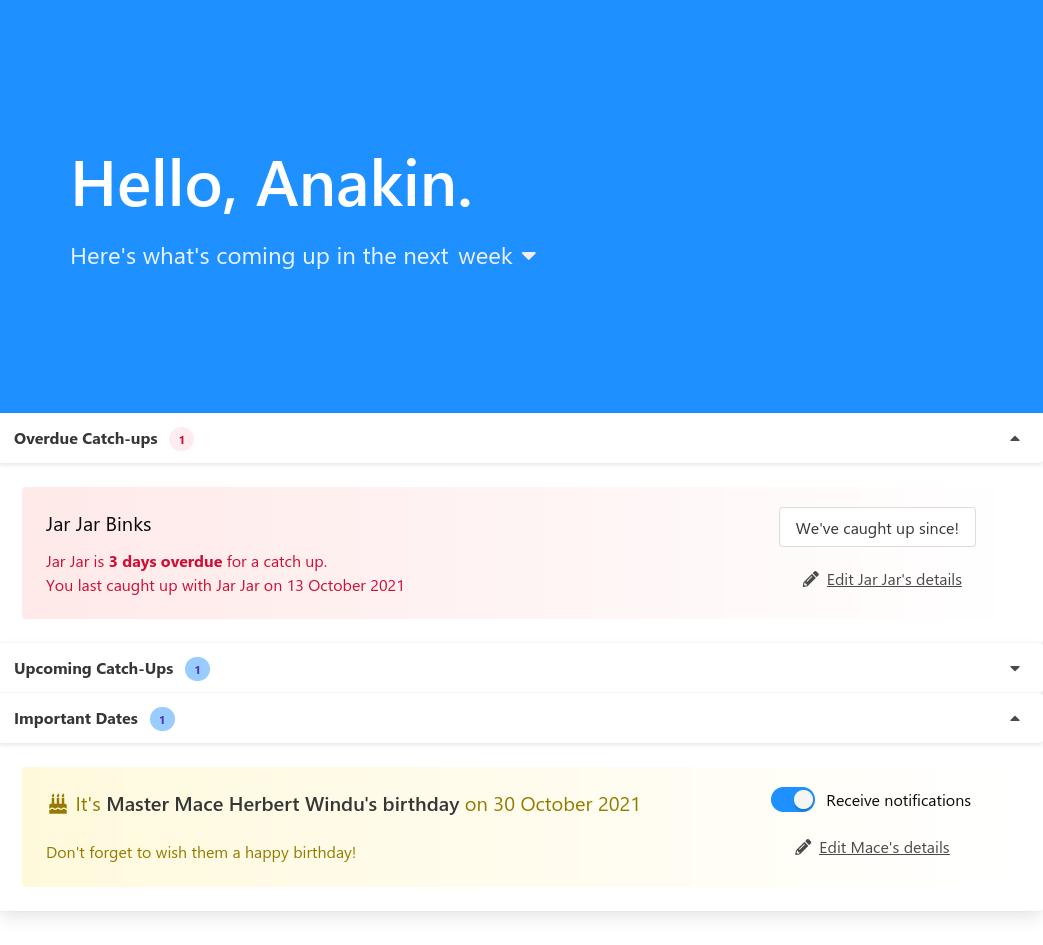 Hello, Anakin.
Here's what's coming up in the next week
Overdue Catch-ups 1
Jar Jar Binks
We've caught up since!
Jar Jar is 3 days overdue for a catch up.
You last caught up with Jar Jar on 13 October 2021
Edit Jar Jar's details
Upcoming Catch-Ups 1
Important Dates 1
It's Master Mace Herbert Windu's birthday on 30 October 2021
Receive notifications
Don't forget to wish them a happy birthday!
Edit Mace's details